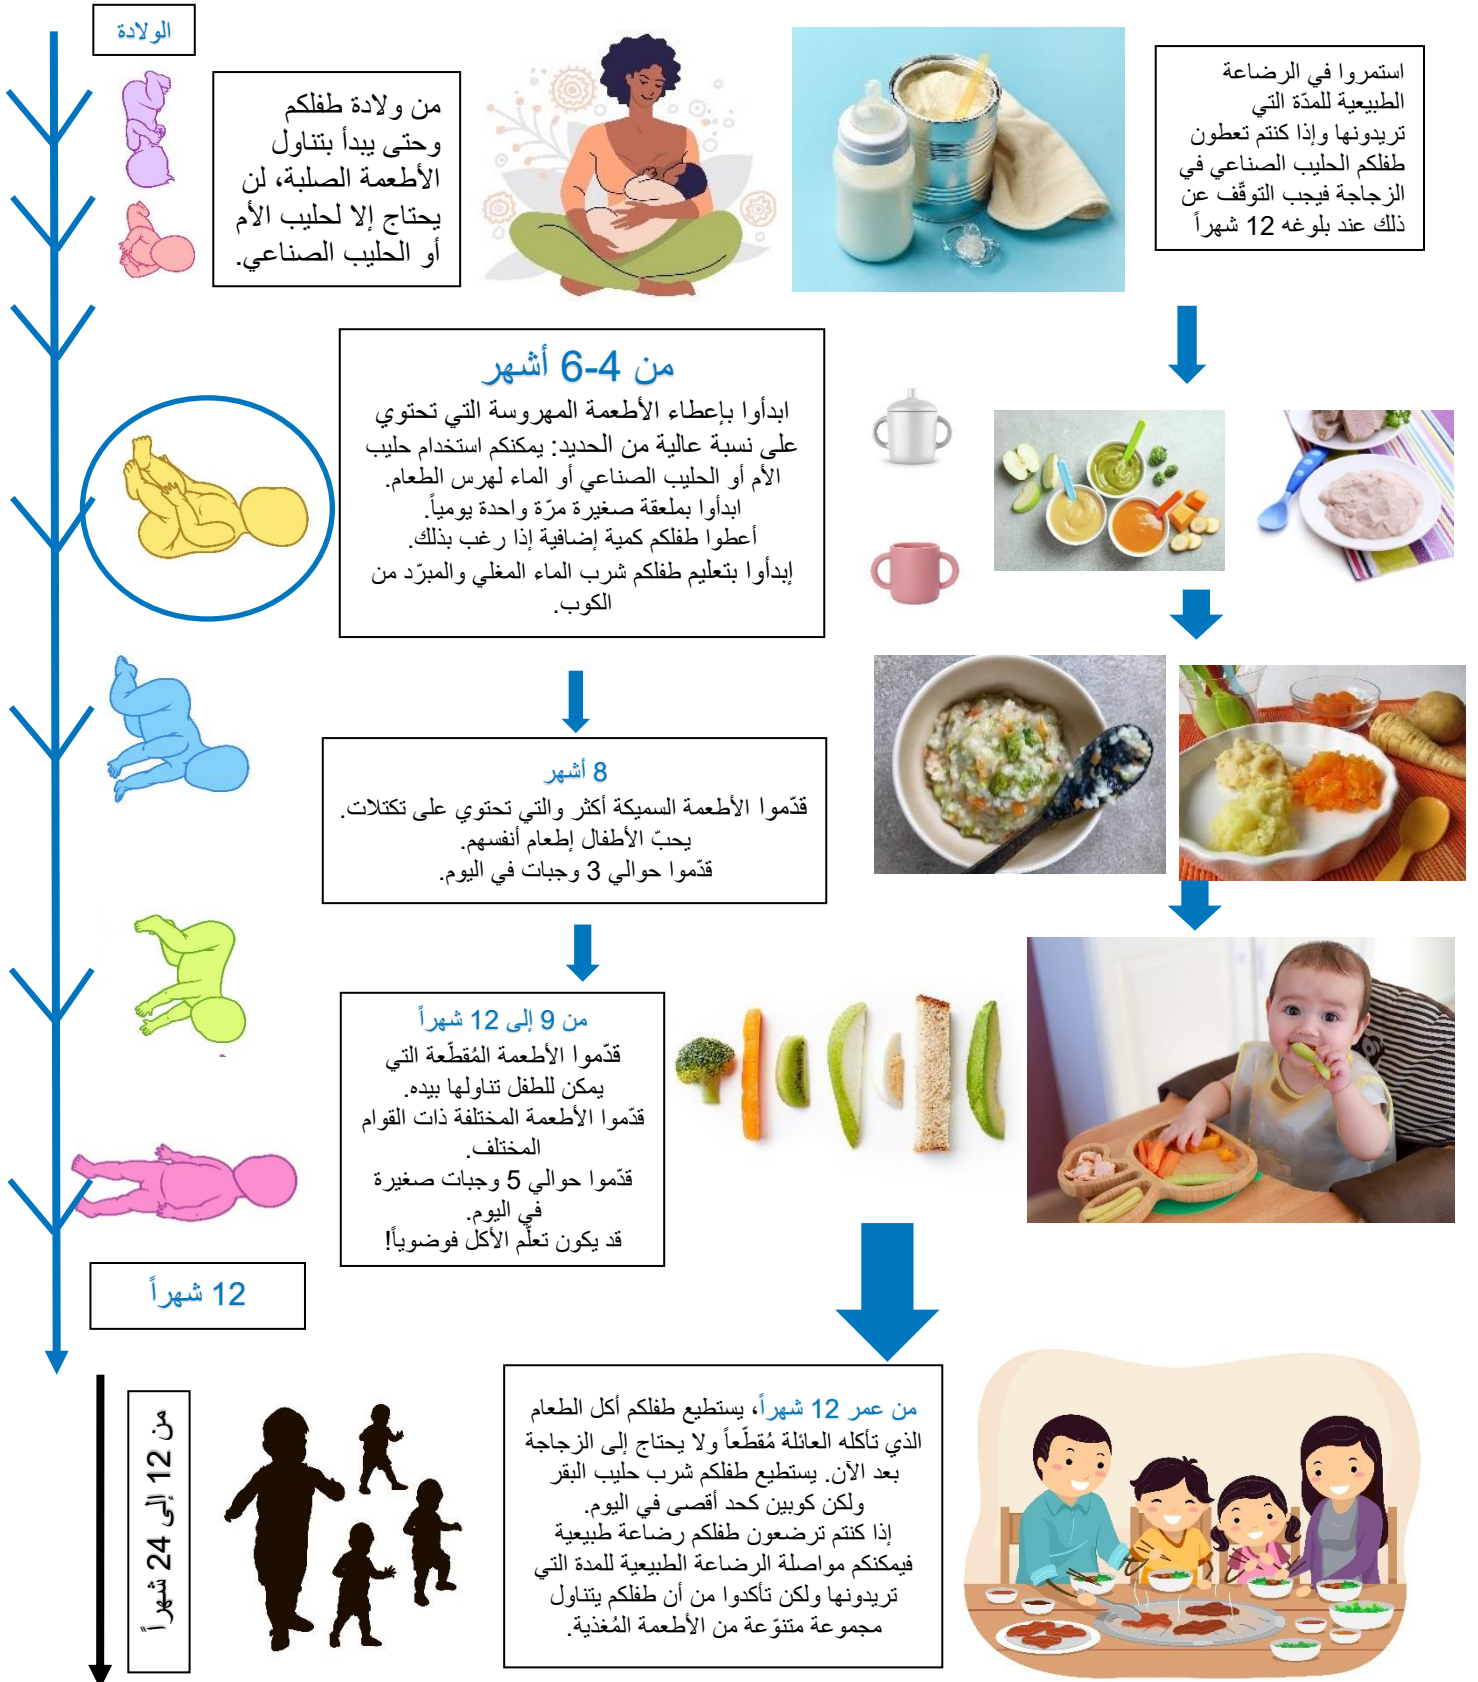 الولادة
من ولادة طفلكم
وحتى يبدأ بتناول
الأطعمة الصلبة، لن
يحتاج إلا لحليب الأم
أو الحليب الصناعي.
استمروا في الرضاعة
الطبيعية للمدّة التي
تريدونها وإذا كنتم تعطون
طفلكم الحليب الصناعي في
الزجاجة فيجب التوقّف عن
ذلك عند بلوغه 12 شهراً
من 4-6 أشهر
ابدأوا بإعطاء الأطعمة المهروسة التي تحتوي
على نسبة عالية من الحديد: يمكنكم استخدام حليب
الأم أو الحليب الصناعي أو الماء لهرس الطعام.
ابدأوا بملعقة صغيرة مرّة واحدة يومياً.
أعطوا طفلكم كمية إضافية إذا رغب بذلك.
إبدأوا بتعليم طفلكم شرب الماء المغلي والمبرّد من
الكوب.
8 أشهر
قدّموا الأطعمة السميكة أكثر والتي تحتوي على تكتلات.
يحبّ الأطفال إطعام أنفسهم.
قدّموا حوالي 3 وجبات في اليوم.
من 9 إلى 12 شهراً
قدّموا الأطعمة المُقطّعة التي
يمكن للطفل تناولها بيده.
قدّموا الأطعمة المختلفة ذات القوام
المختلف.
قدّموا حوالي 5 وجبات صغيرة
في اليوم.
قد يكون تعلّم الأكل فوضوياً!
12 شهراً
من 12 إلى 24 شهراً
من عمر 12 شهراً، يستطيع طفلكم أكل الطعام
الذي تأكله العائلة مُقطّعاً ولا يحتاج إلى الزجاجة
بعد الآن. يستطيع طفلكم شرب حليب البقر
ولكن كوبين كحد أقصى في اليوم.
إذا كنتم ترضعون طفلكم رضاعة طبيعية
فيمكنكم مواصلة الرضاعة الطبيعية للمدة التي
تريدونها ولكن تأكدوا من أن طفلكم يتناول
مجموعة متنوّعة من الأطعمة المُغذية.